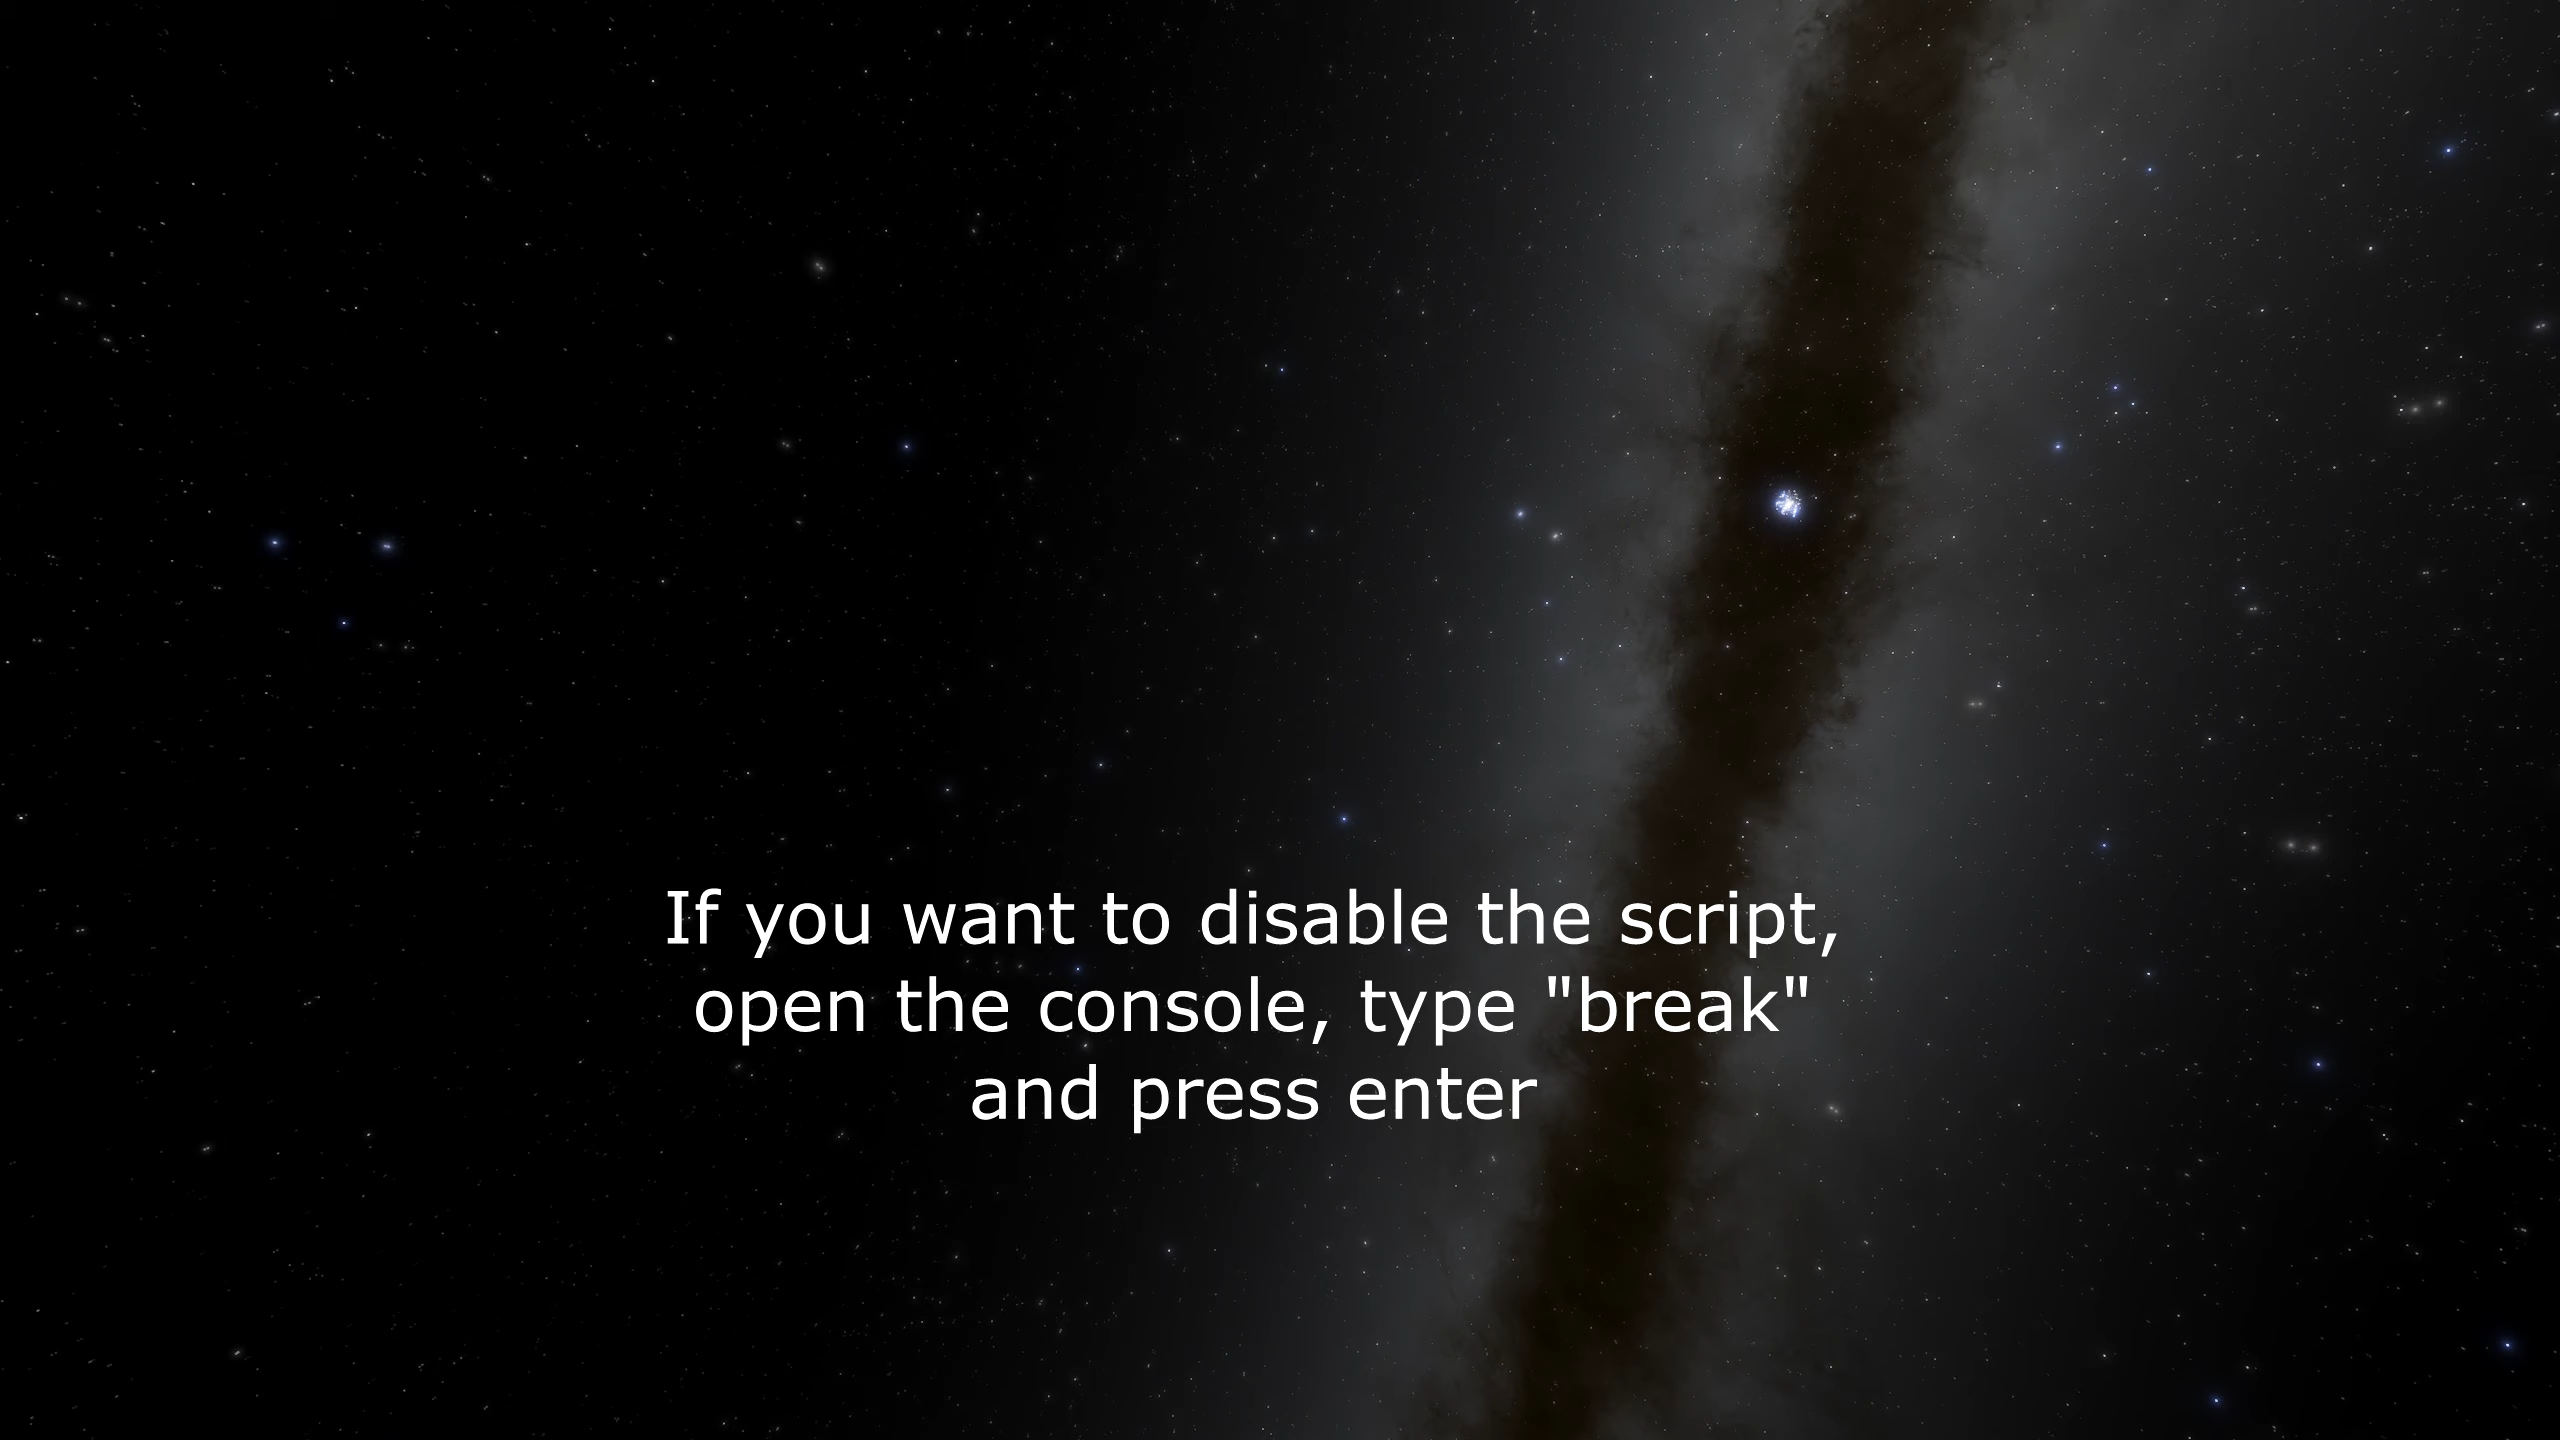 If you want to disable the script,
open the console, type "break"
and press enter